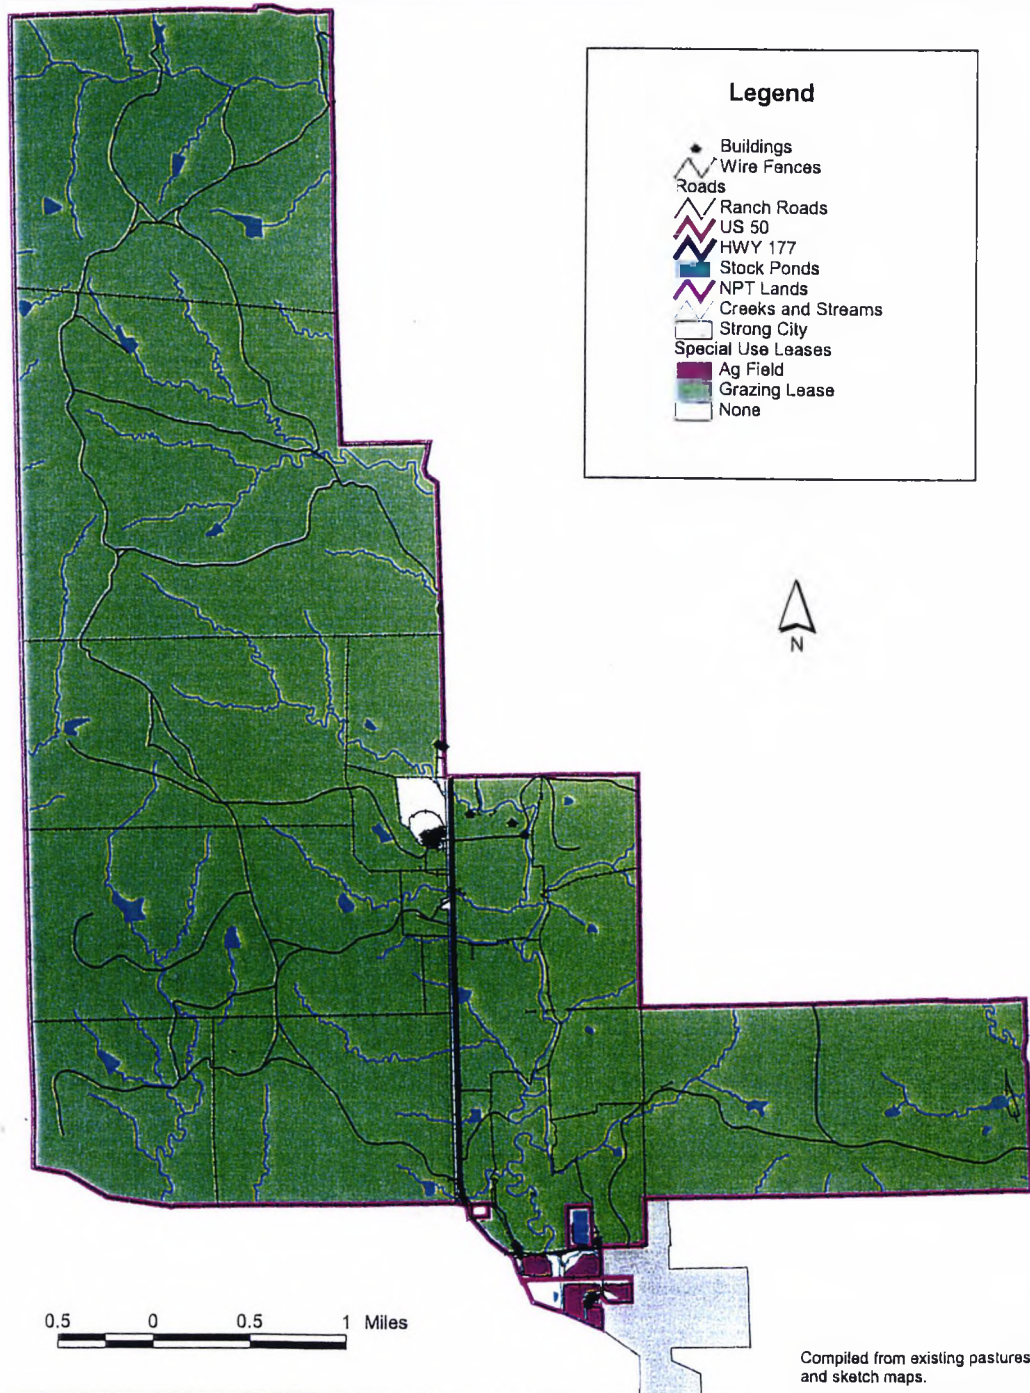 Legend
Buildings
Wire Fences
Roads
Ranch Roads
US 50
HWY 177
Stock Ponds
NPT Lands
Creeks and Streams
Strong City
Special Use Leases
Ag Field
Grazing Lease
None
N
0.5 0 0.5 1 Miles
Compiled from existing pastures
and sketch maps.